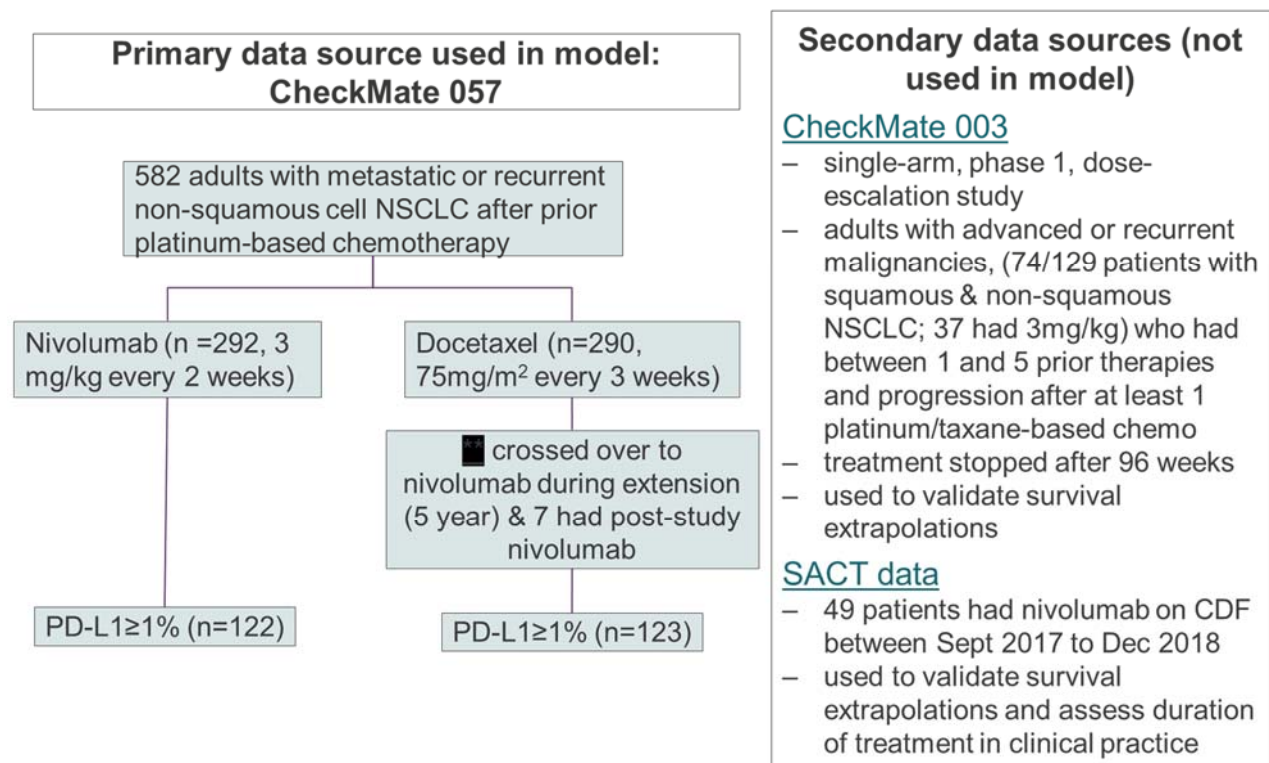 Primary data source used in model:
CheckMate 057
582 adults with metastatic or recurrent
non-squamous cell NSCLC after prior
platinum-based chemotherapy
Nivolumab (n =292, 3
mg/kg every 2 weeks)
Docetaxel (n=290,
75mg/m² every 3 weeks)
** crossed over to
nivolumab during extension
(5 year) & 7 had post-study
nivolumab
PD-L1≥1% (n=122)
PD-L1≥1% (n=123)
Secondary data sources (not
used in model)
CheckMate 003
– single-arm, phase 1, dose-
escalation study
– adults with advanced or recurrent
malignancies, (74/129 patients with
squamous & non-squamous
NSCLC; 37 had 3mg/kg) who had
between 1 and 5 prior therapies
and progression after at least 1
platinum/taxane-based chemo
– treatment stopped after 96 weeks
– used to validate survival
extrapolations
SACT data
– 49 patients had nivolumab on CDF
between Sept 2017 to Dec 2018
– used to validate survival
extrapolations and assess duration
of treatment in clinical practice